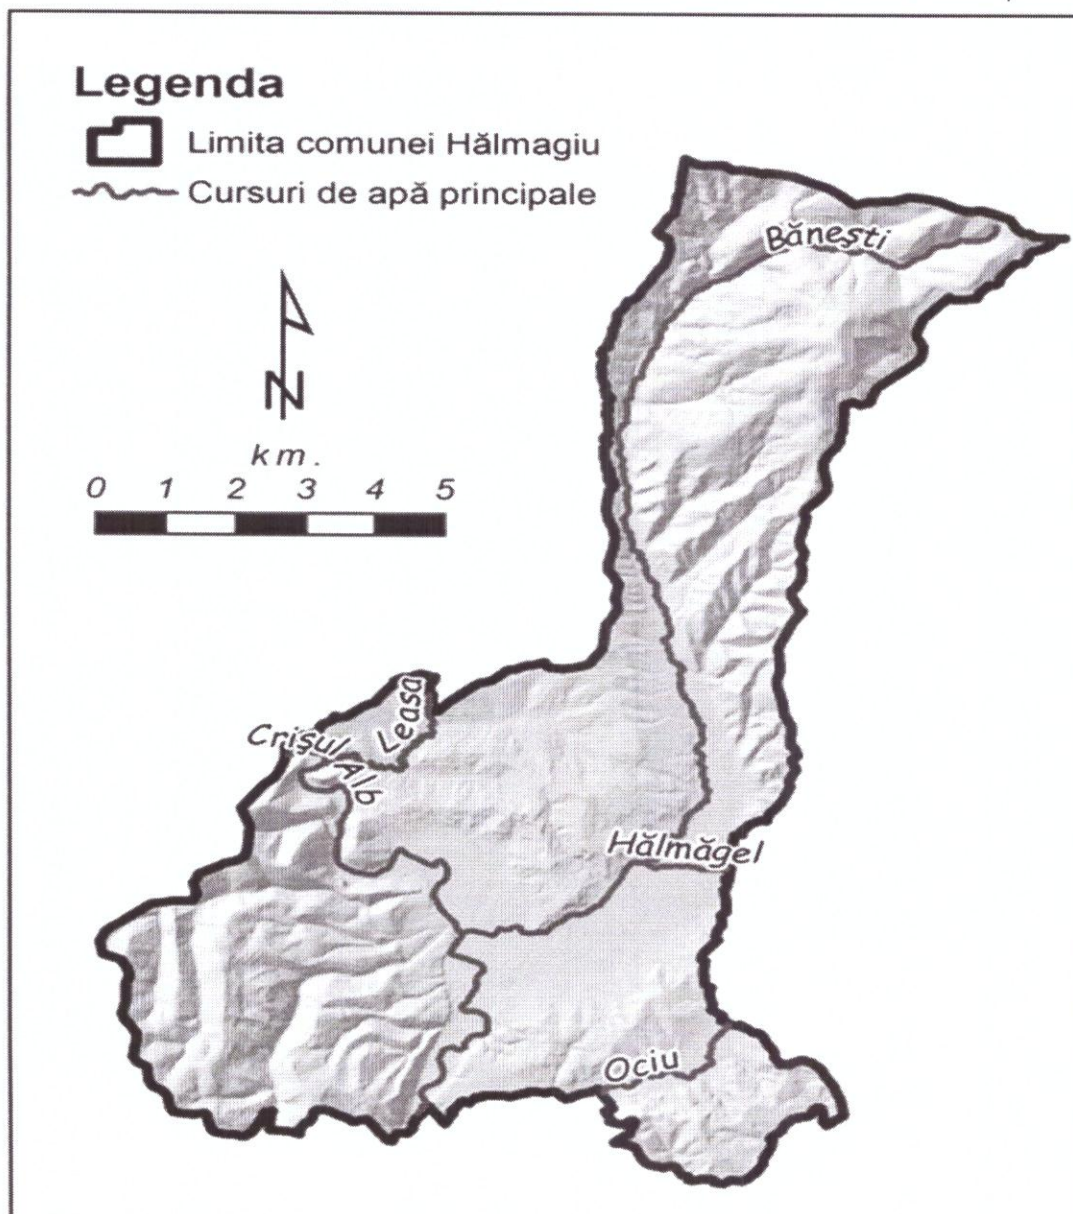 Legenda
Limita comunei Hălmagiu
Cursuri de apă principale
N
km.
0 1 2 3 4 5
Bănești
Leasa
Crișul Alb
Hălmăgel
Ociu